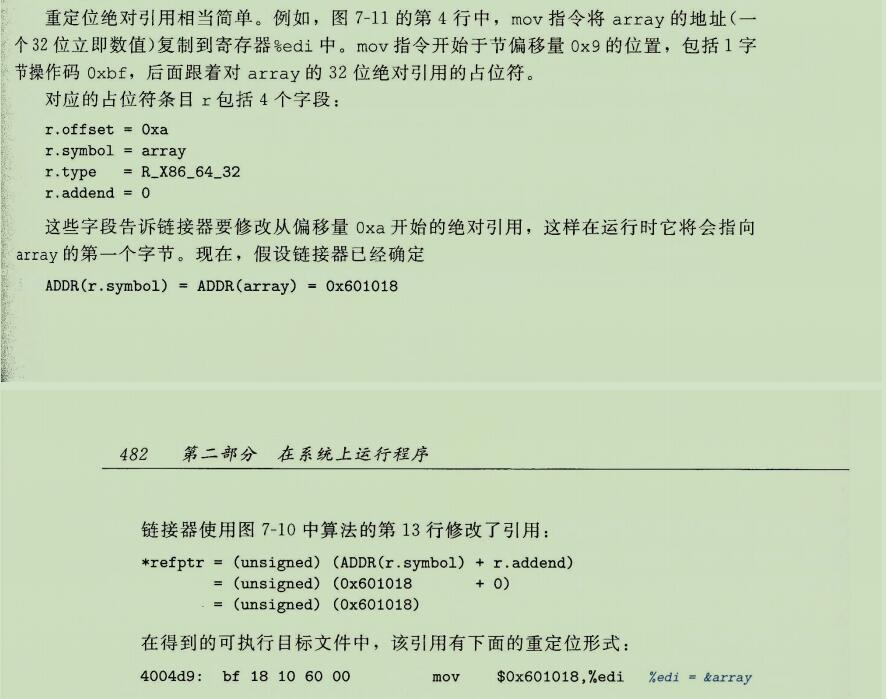 重定位绝对引用相当简单。例如，图 7-11 的第 4 行中，mov 指令将 array 的地址(一
个 32 位立即数值)复制到寄存器%edi 中。mov 指令开始于节偏移量 0x9 的位置，包括 1 字
节操作码 0xbf，后面跟着对 array 的 32 位绝对引用的占位符。
对应的占位符条目 r 包括 4 个字段：
r.offset = 0xa
r.symbol = array
r.type = R_X86_64_32
r.addend = 0
这些字段告诉链接器要修改从偏移量 0xa 开始的绝对引用，这样在运行时它将会指向
array 的第一个字节。现在，假设链接器已经确定
ADDR(r.symbol) = ADDR(array) = 0x601018
482 第二部分 在系统上运行程序
链接器使用图 7-10 中算法的第 13 行修改了引用：
*refptr = (unsigned) (ADDR(r.symbol) + r.addend)
= (unsigned) (0x601018 + 0)
= (unsigned) (0x601018)
在得到的可执行目标文件中，该引用有下面的重定位形式：
4004d9: bf 18 10 60 00 mov $0x601018,%edi %edi = &array